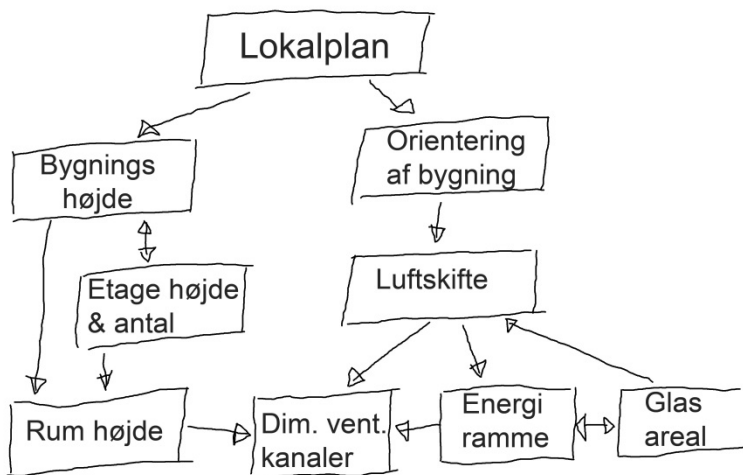 Lokalplan
Bygnings
højde
Orientering
af bygning
Etage højde
& antal
Luftskifte
Rum højde
Dim. vent.
kanaler
Energi
ramme
Glas
areal